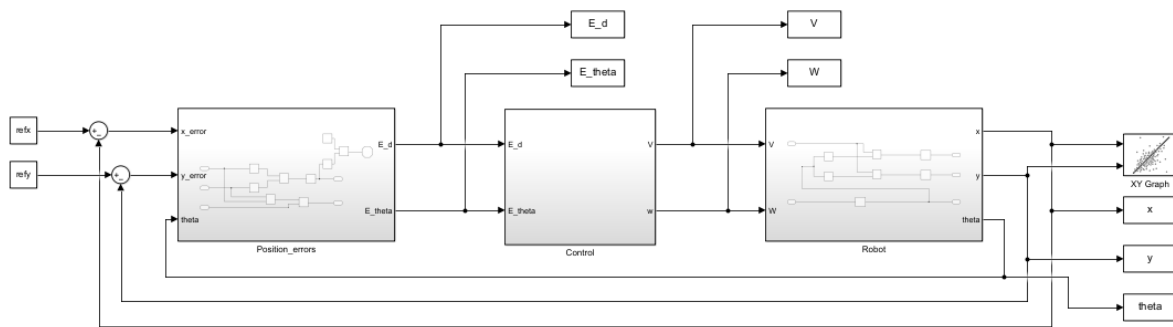 E_d
V
E_theta
W
refx
refy
x_error
y_error
theta
E_d
E_theta
Position_errors
E_d
E_theta
V
w
Control
V
W
x
y
theta
Robot
XY Graph
x
y
theta